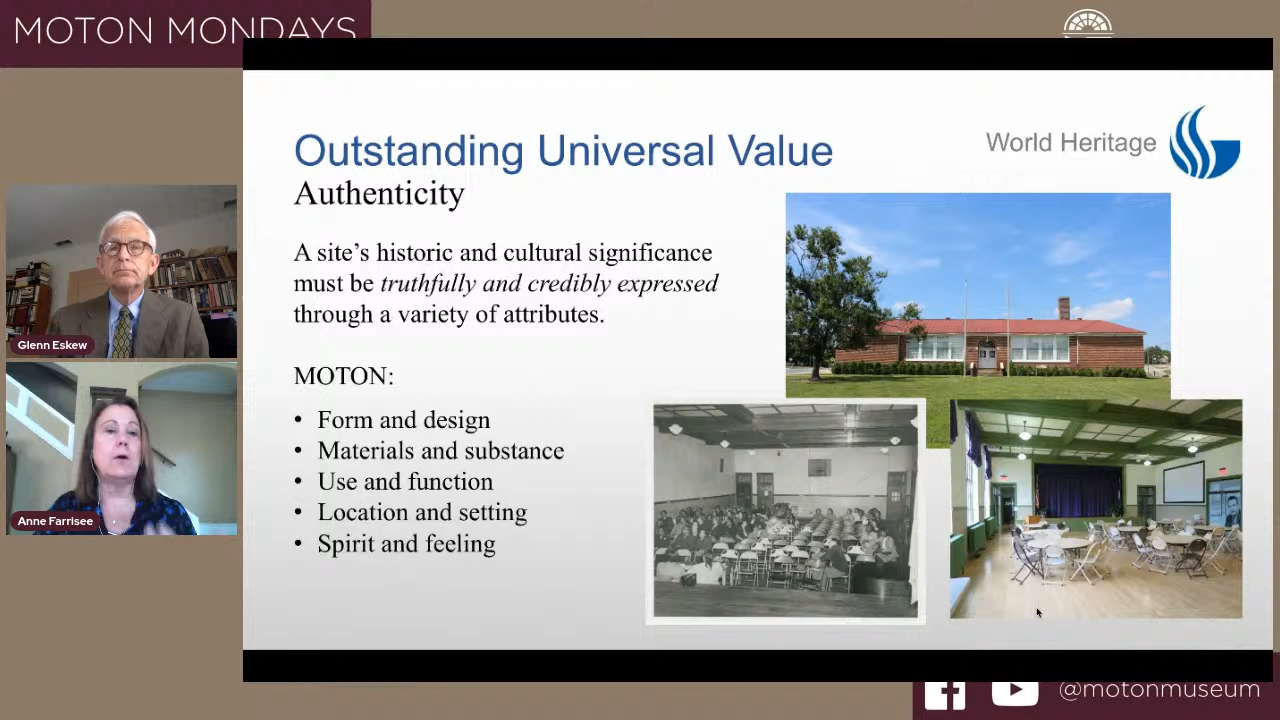 MOTON MONDAYS
Outstanding Universal Value
World Heritage
Authenticity
A site's historic and cultural significance
must be truthfully and credibly expressed
through a variety of attributes.
MOTON:
• Form and design
• Materials and substance
• Use and function
• Location and setting
• Spirit and feeling
Glenn Eskew
Anne Farrisee
@motonmuseum